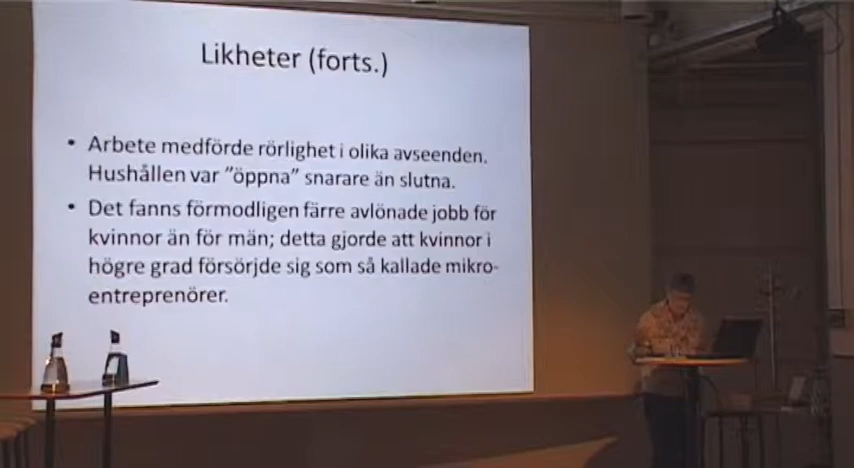 Likheter (forts.)
• Arbete medförde rörlighet i olika avseenden.
Hushållen var ”öppna” snarare än slutna.
• Det fanns förmodligen färre avlönade jobb för
kvinnor än för män; detta gjorde att kvinnor i
högre grad försörjde sig som så kallade mikro-
entreprenörer.